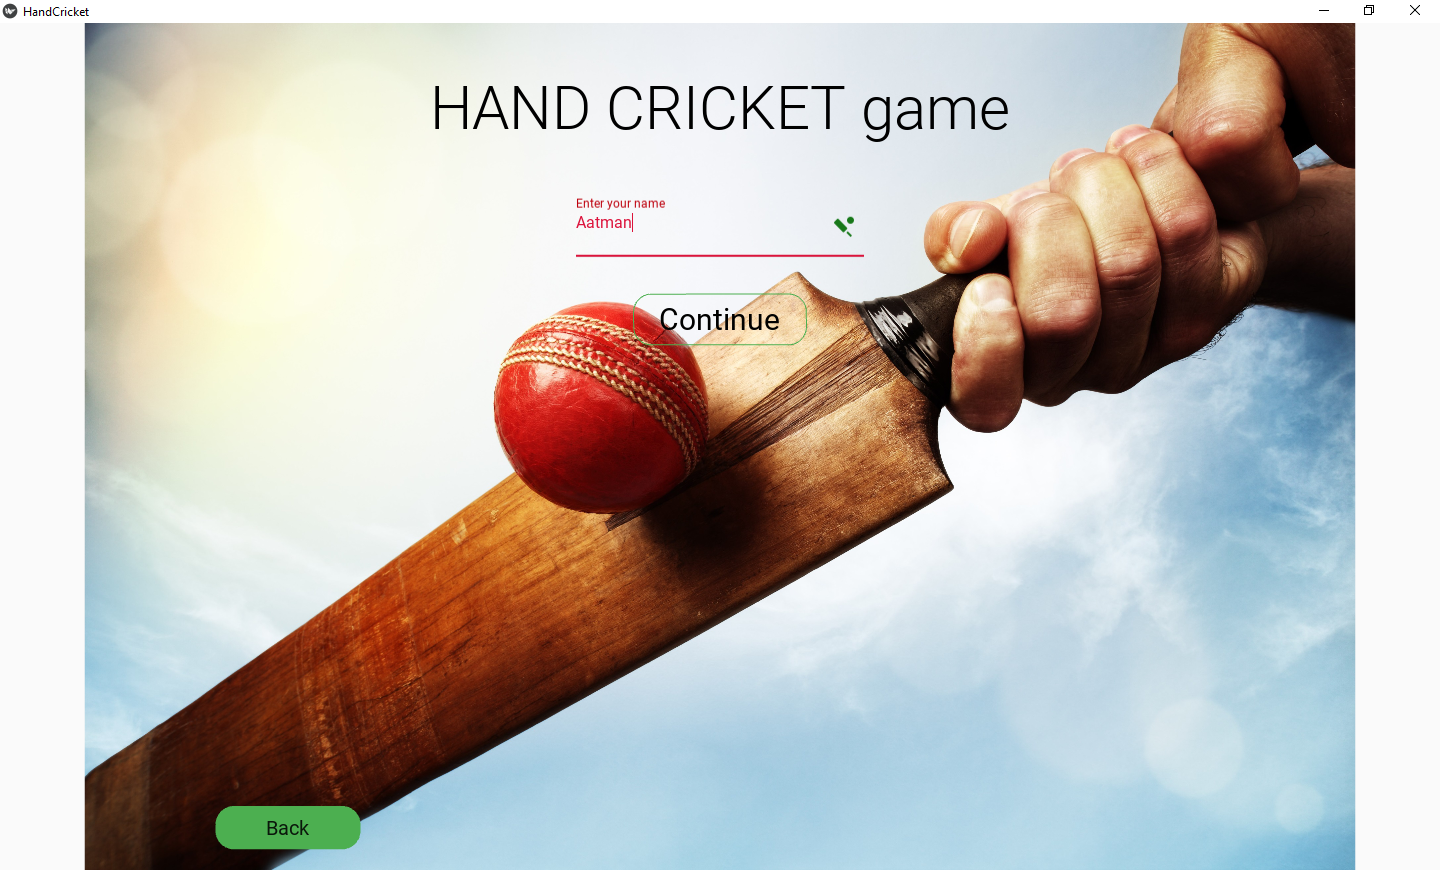 HandCricket
HAND CRICKET game
Enter your name
Aatman
Continue
Back